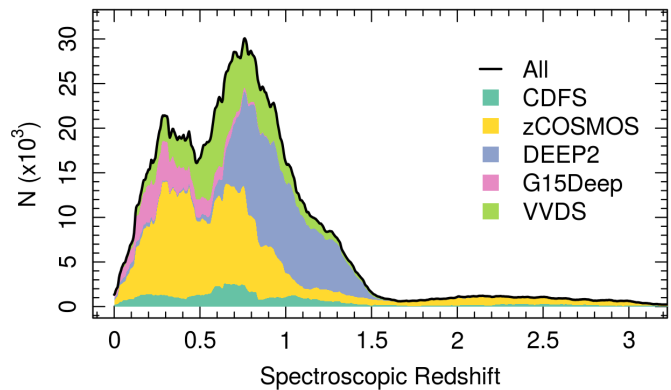 N (x10³)
30
25
20
15
10
5
0
All
CDFS
zCOSMOS
DEEP2
G15Deep
VVDS
0 0.5 1 1.5 2 2.5 3
Spectroscopic Redshift